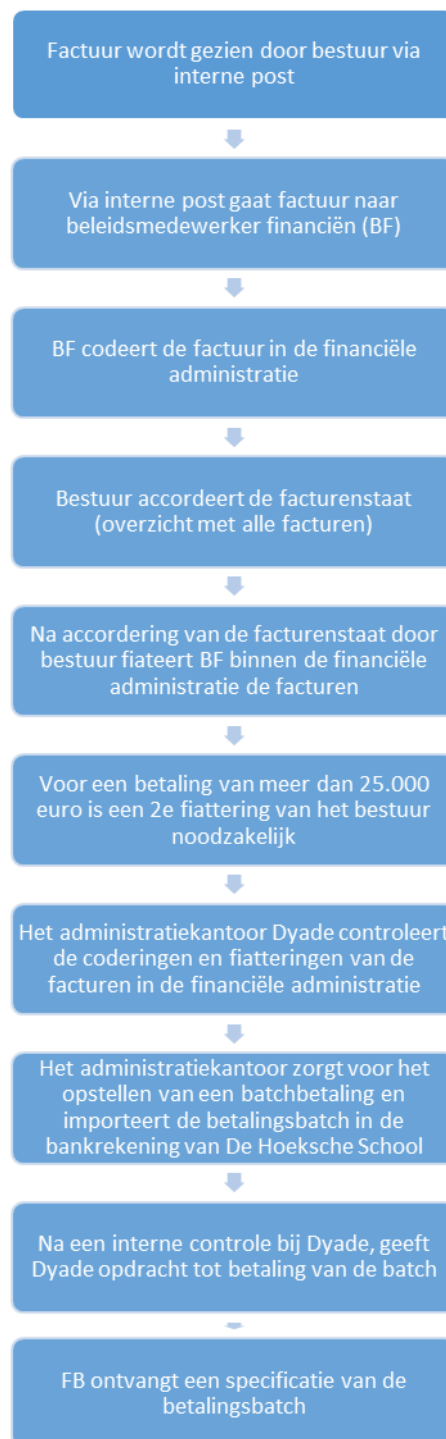 Factuur wordt gezien door bestuur via
interne post
Via interne post gaat factuur naar
beleidsmedewerker financiën (BF)
BF codeert de factuur in de financiële
administratie
Bestuur accordeert de facturenstaat
(overzicht met alle facturen)
Na accordering van de facturenstaat door
bestuur fiateert BF binnen de financiële
administratie de facturen
Voor een betaling van meer dan 25.000
euro is een 2e fiattering van het bestuur
noodzakelijk
Het administratiekantoor Dyade controleert
de coderingen en fiatteringen van de
facturen in de financiële administratie
Het administratiekantoor zorgt voor het
opstellen van een batchbetaling en
importeert de betalingsbatch in de
bankrekening van De Hoeksche School
Na een interne controle bij Dyade, geeft
Dyade opdracht tot betaling van de batch
FB ontvangt een specificatie van de
betalingsbatch